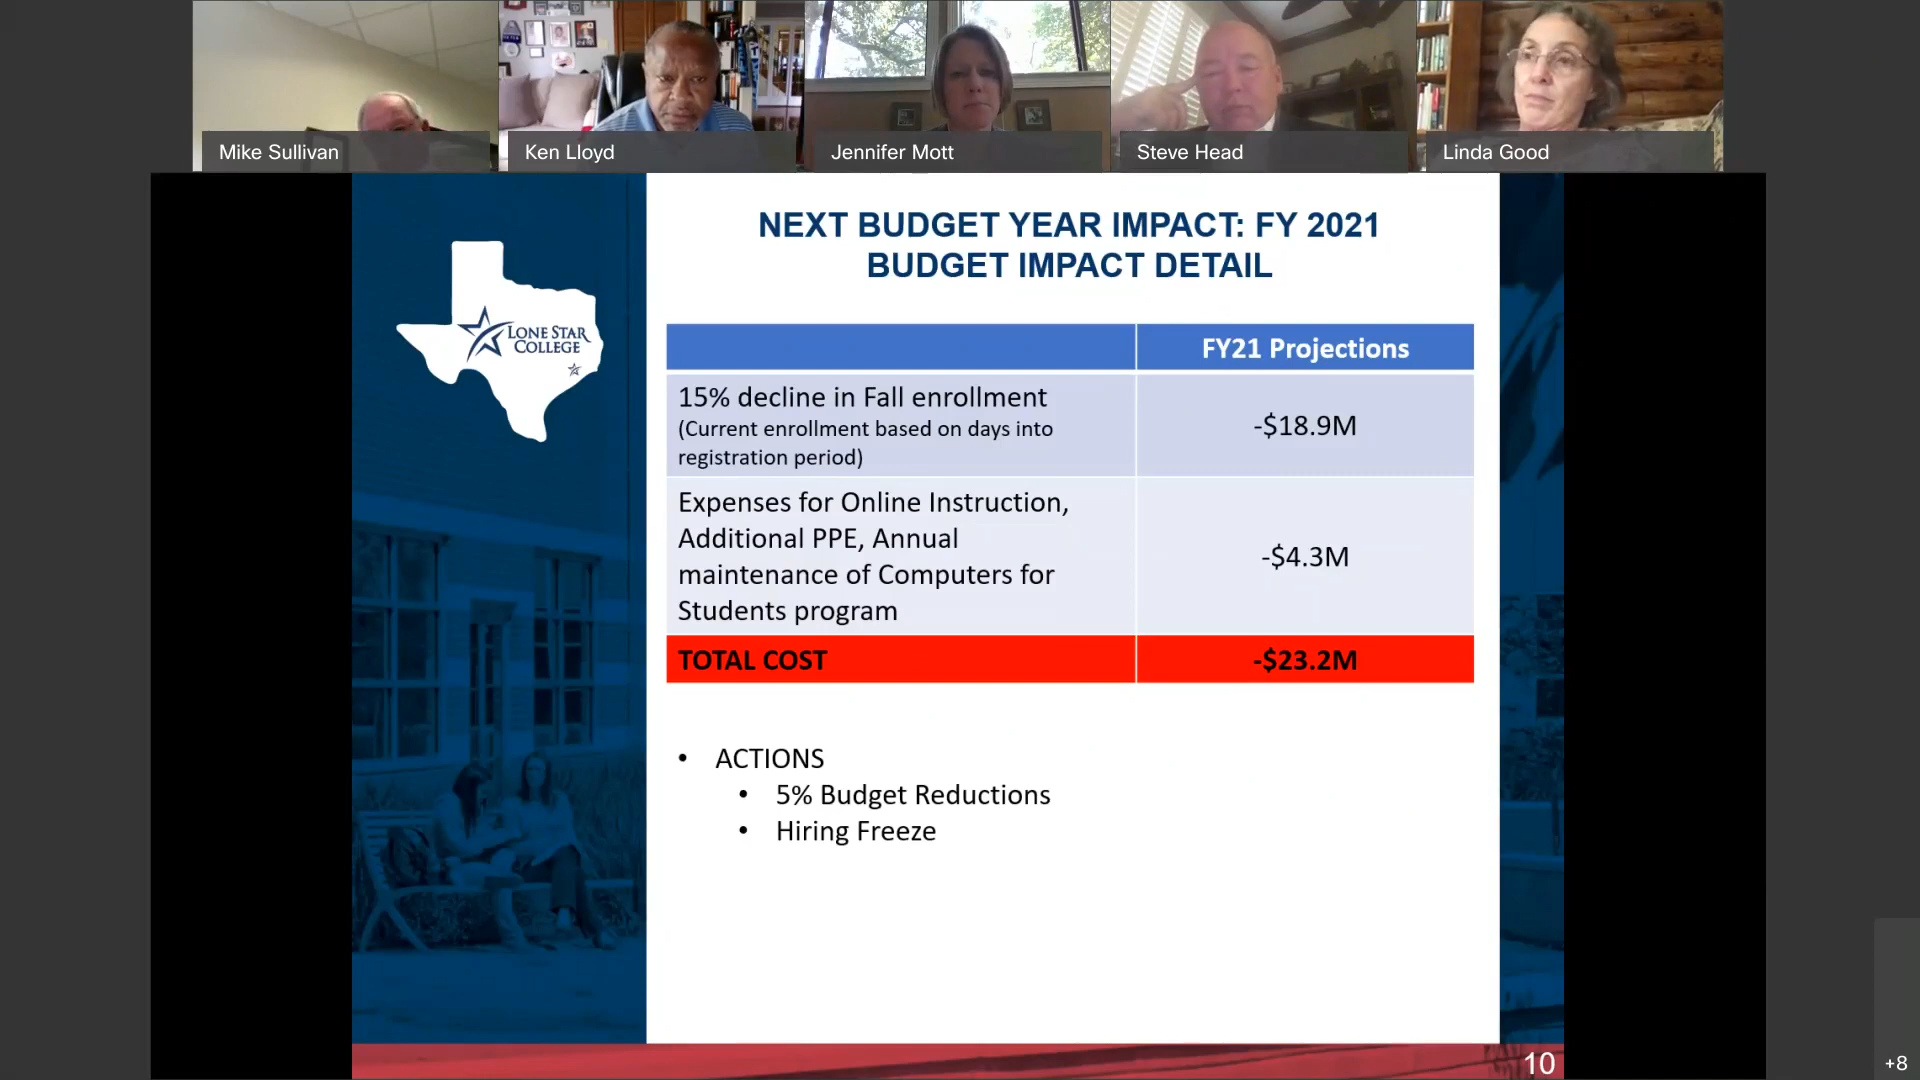 Mike Sullivan
Ken Lloyd
Jennifer Mott
Steve Head
Linda Good
LONE STAR
COLLEGE
NEXT BUDGET YEAR IMPACT: FY 2021
BUDGET IMPACT DETAIL
FY21 Projections
15% decline in Fall enrollment
(Current enrollment based on days into
registration period)
-$18.9M
Expenses for Online Instruction,
Additional PPE, Annual
maintenance of Computers for
Students program
-$4.3M
TOTAL COST
-$23.2M
• ACTIONS
• 5% Budget Reductions
• Hiring Freeze
10
+8